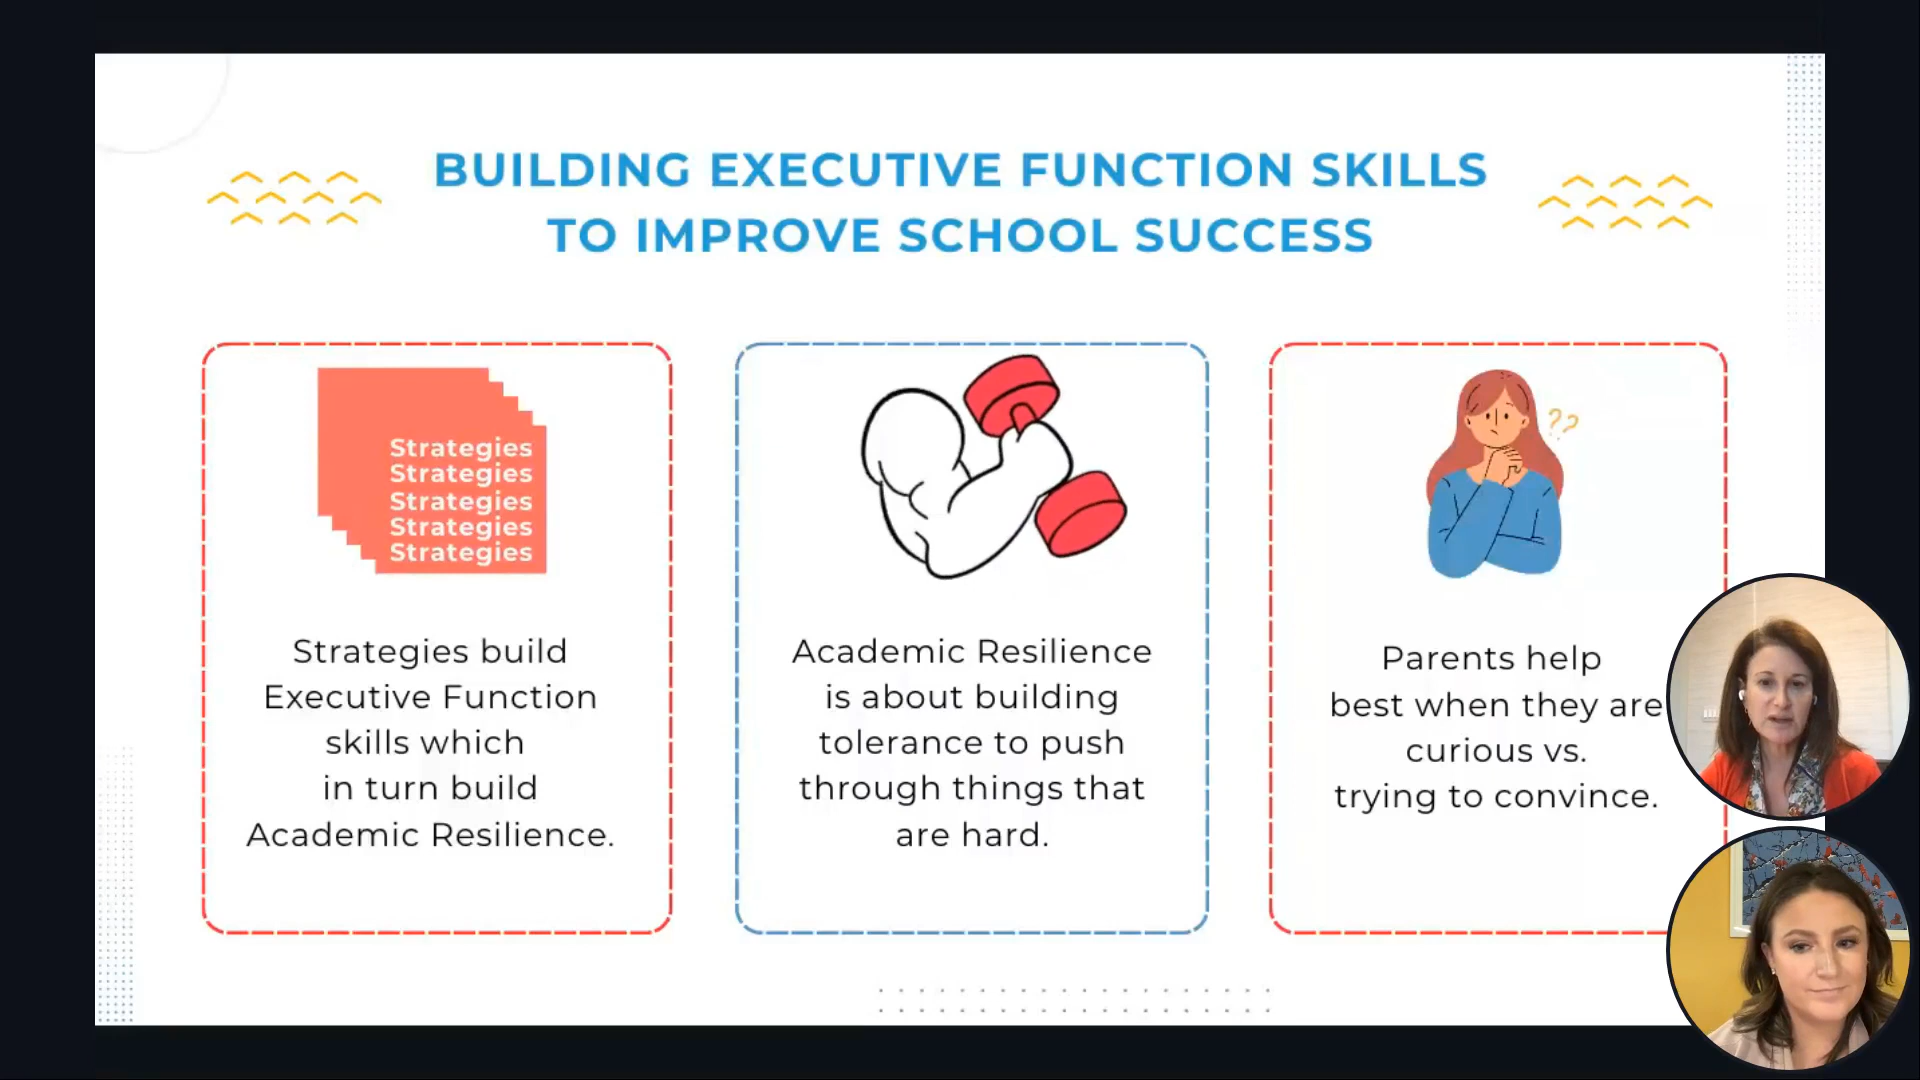 BUILDING EXECUTIVE FUNCTION SKILLS
TO IMPROVE SCHOOL SUCCESS
Strategies
Strategies
Strategies
Strategies
Strategies
Strategies build
Executive Function
skills which
in turn build
Academic Resilience.
Academic Resilience
is about building
tolerance to push
through things that
are hard.
??
Parents help
best when they are
curious vs.
trying to convince.